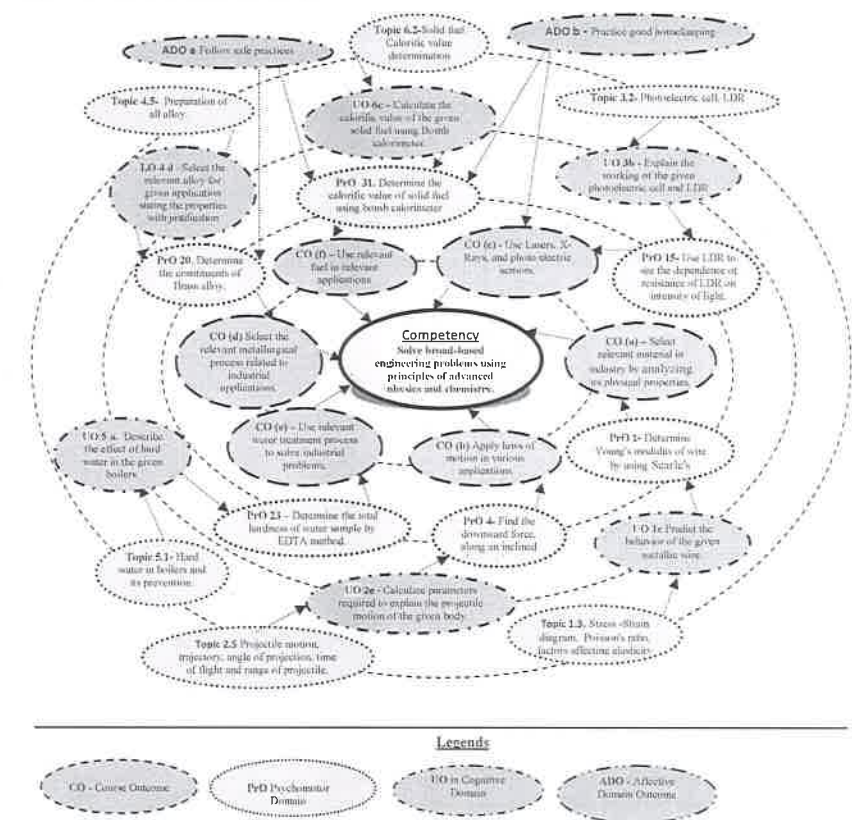 Topic 6.2-Solid fuel
Calorific value
determination
ADO a Follow safe practices
ADO b - Practice good housekeeping
Topic 4.5- Preparation of
all alloy.
UO 6c - Calculate the
calorific value of the given
solid fuel using Bomb
calorimeter
Topic 3.2- Photoelectric cell, LDR
LO 4 d - Select the
relevant alloy for
given application
stating the properties
with justification
PrO 31. Determine the
calorific value of solid fuel
using bomb calorimeter
UO 3b - Explain the
working of the given
photoelectric cell and LDR
PrO 20. Determine
the constituents of
Brass alloy.
CO (f) – Use relevant
fuel in relevant
applications
CO (c) - Use Lasers, X-
Rays, and photo electric
sensors.
PrO 15- Use LDR to
see the dependence of
resistance of LDR on
intensity of light.
CO (d) Select the
relevant metallurgical
process related to
industrial
applications.
Competency
Solve broad-based
engineering problems using
principles of advanced
physics and chemistry.
CO (a) – Select
relevant material in
industry by analyzing
its physical properties.
UO 5 a- Describe
the effect of hard
water in the given
boilers
CO (e) – Use relevant
water treatment process
to solve industrial
problems.
CO (b) Apply laws of
motion in various
applications.
PrO 1- Determine
Young's modulus of wire
by using Searle's
PrO 23 – Determine the total
hardness of water sample by
EDTA method.
PrO 4- Find the
downward force,
along an inclined
UO 1c Predict the
behavior of the given
metallic wire.
Topic 5.1- Hard
water in boilers and
its prevention.
UO 2e - Calculate parameters
required to explain the projectile
motion of the given body.
Topic 2.5 Projectile motion,
trajectory, angle of projection, time
of flight and range of projectile.
Topic 1.3. Stress -Strain
diagram, Poission's ratio,
factors affecting elasticity
Legends
CO - Course Outcome
PrO Psychomotor
Domain
UO in Cognitive
Domain
ADO - Affective
Domain Outcome